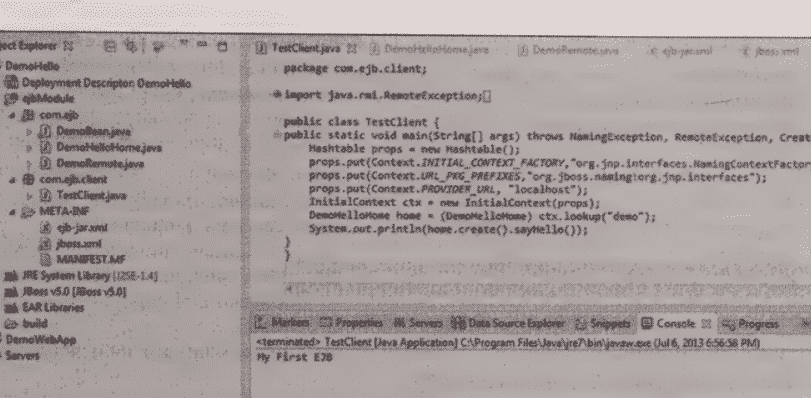 ject Explorer
DemoHello
Deployment Descriptor: DemoHello
ejbModule
com.ejb
DemoBean.java
DemoHelloHome.java
DemoRemote.java
com.ejb.client
TestClient.java
META-INF
ejb-jar.xml
jboss.xml
MANIFEST.MF
JRE System Library [J2SE-1.4]
JBoss v5.0 [JBoss v5.0]
EAR Libraries
build
DemoWebApp
Servers
TestClient.java DemoHelloHome.java DemoRemote.java ejb-jar.xml jboss.xml
package com.ejb.client;
import java.rmi.RemoteException;
public class TestClient {
public static void main(String[] args) throws NamingException, RemoteException, Creat
Hashtable props = new Hashtable();
props.put(Context.INITIAL_CONTEXT_FACTORY,"org.jnp.interfaces.NamingContextFactor
props.put(Context.URL_PKG_PREFIXES,"org.jboss.naming:org.jnp.interfaces");
props.put(Context.PROVIDER_URL, "localhost");
InitialContext ctx = new InitialContext(props);
DemoHelloHome home = (DemoHelloHome) ctx.lookup("demo");
System.out.println(home.create().sayHello());
}
}
Markers Properties Servers Data Source Explorer Snippets Console Progress
<terminated> TestClient [Java Application] C:\Program Files\Java\jre7\bin\javaw.exe (Jul 6, 2013 6:56:58 PM)
My First